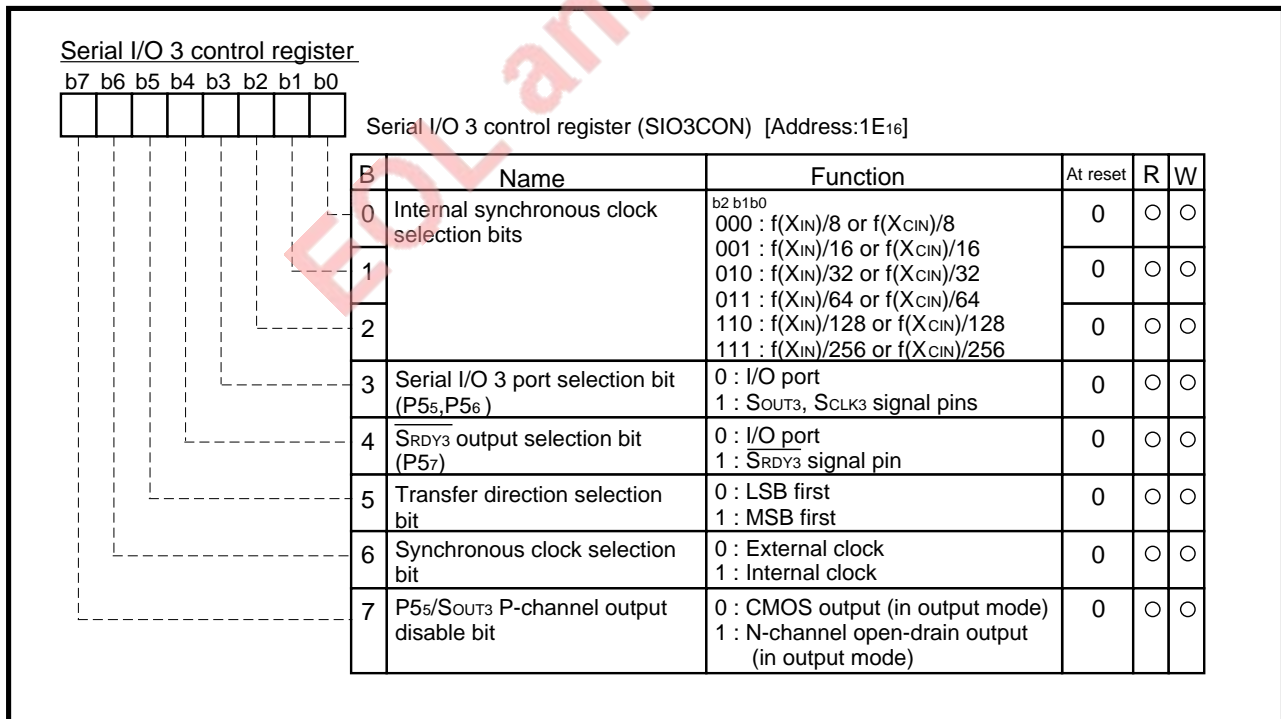 EOL an
Serial I/O 3 control register
b7 b6 b5 b4 b3 b2 b1 b0
Serial I/O 3 control register (SIO3CON) [Address:1E16]
B Name Function At reset R W
0 Internal synchronous clock selection bits
b2 b1b0
000 : f(XIN)/8 or f(XCIN)/8
0 ○ ○
001 : f(XIN)/16 or f(XCIN)/16
1 010 : f(XIN)/32 or f(XCIN)/32 0 ○ ○
011 : f(XIN)/64 or f(XCIN)/64
2 110 : f(XIN)/128 or f(XCIN)/128 0 ○ ○
111 : f(XIN)/256 or f(XCIN)/256
3 Serial I/O 3 port selection bit 0 : I/O port 0 ○ ○
(P55,P56 ) 1 : SOUT3, SCLK3 signal pins
4 SRDY3 output selection bit 0 : I/O port 0 ○ ○
(P57) 1 : SRDY3 signal pin
5 Transfer direction selection 0 : LSB first 0 ○ ○
bit 1 : MSB first
6 Synchronous clock selection 0 : External clock 0 ○ ○
bit 1 : Internal clock
7 P55/SOUT3 P-channel output 0 : CMOS output (in output mode) 0 ○ ○
disable bit 1 : N-channel open-drain output
(in output mode)